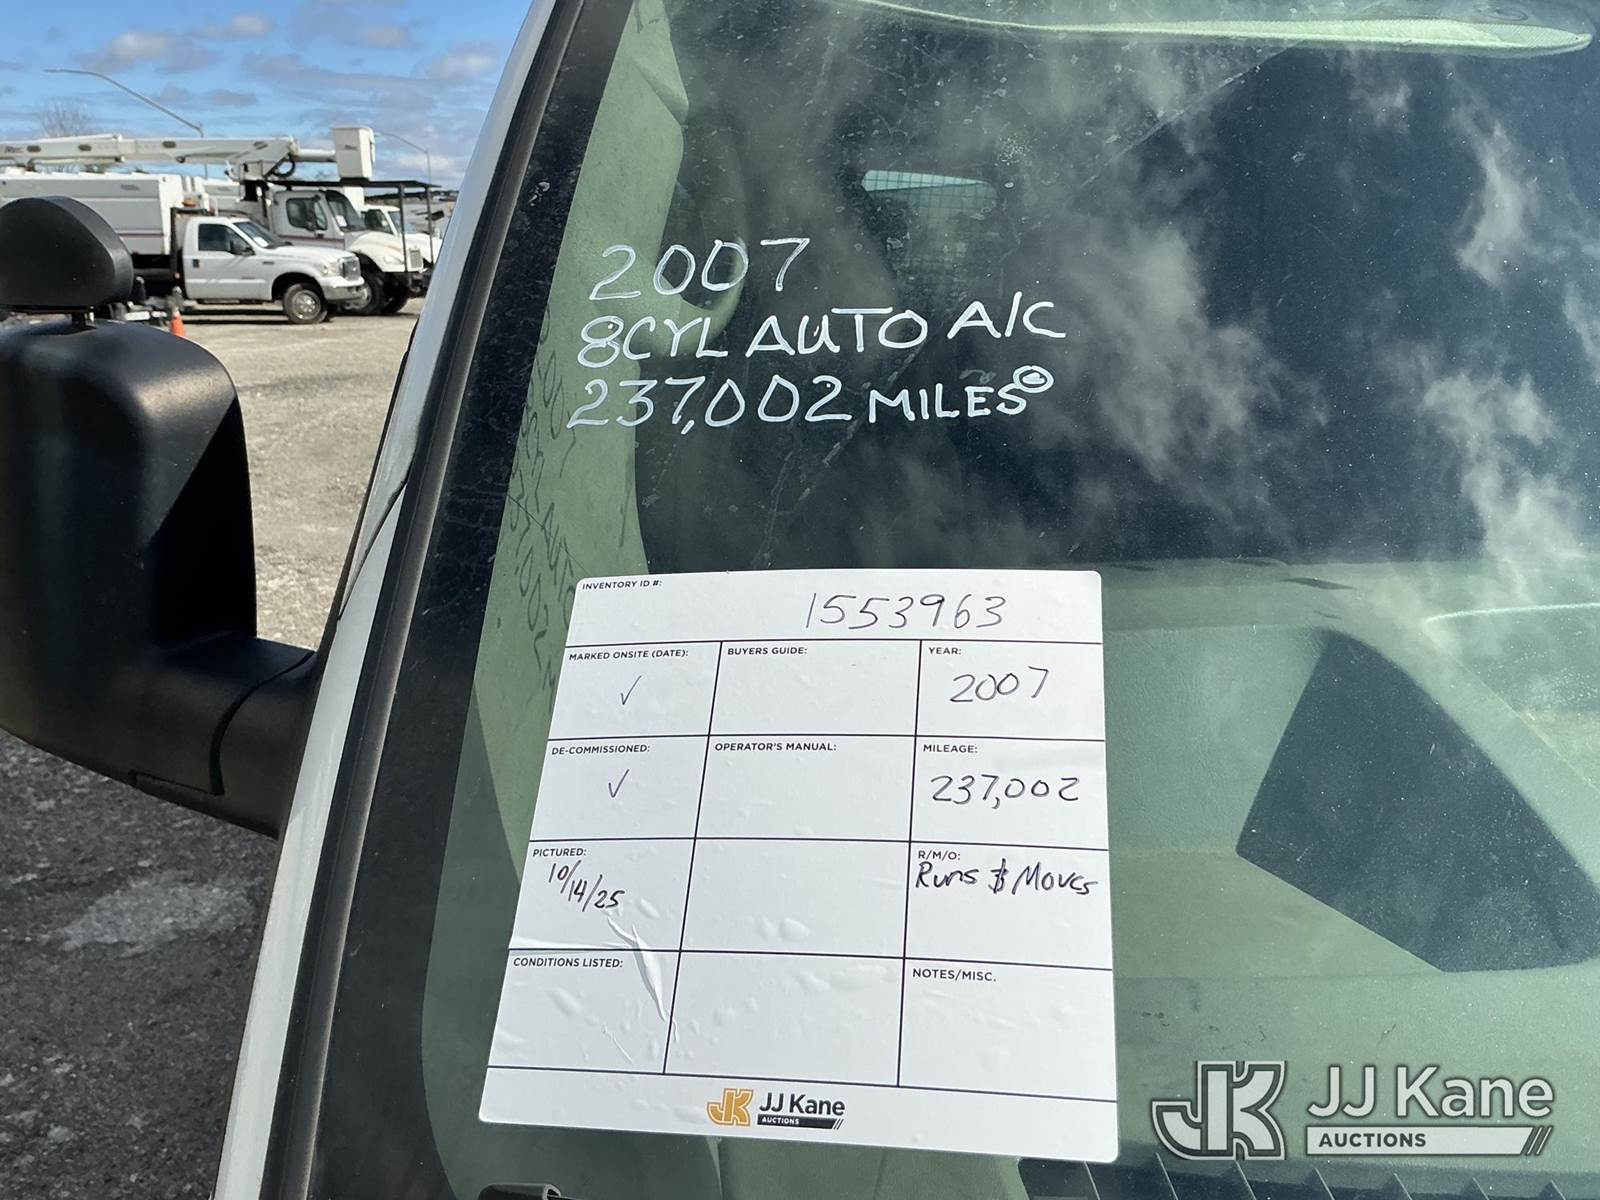 2007
8CYL AUTO A/C
237,002 MILES
INVENTORY ID #:
1553963
MARKED ONSITE (DATE): BUYERS GUIDE: YEAR:
✓ 2007
DE-COMMISSIONED: OPERATOR'S MANUAL: MILEAGE:
✓ 237,002
PICTURED: R/M/O:
10/14/25 Runs & Moves
CONDITIONS LISTED: NOTES/MISC.
JJ Kane
AUCTIONS
JK JJ Kane
AUCTIONS